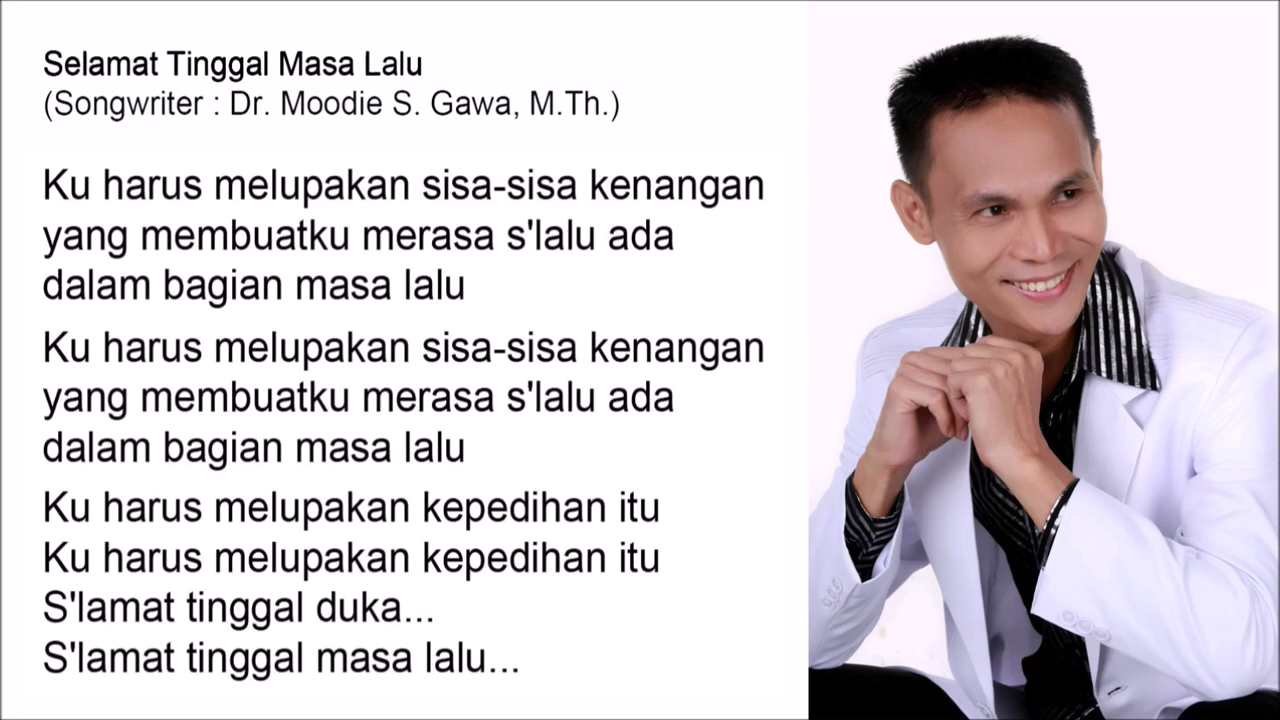 Selamat Tinggal Masa Lalu
(Songwriter : Dr. Moodie S. Gawa, M.Th.)
Ku harus melupakan sisa-sisa kenangan
yang membuatku merasa s'lalu ada
dalam bagian masa lalu
Ku harus melupakan sisa-sisa kenangan
yang membuatku merasa s'lalu ada
dalam bagian masa lalu
Ku harus melupakan kepedihan itu
Ku harus melupakan kepedihan itu
S'lamat tinggal duka...
S'lamat tinggal masa lalu...